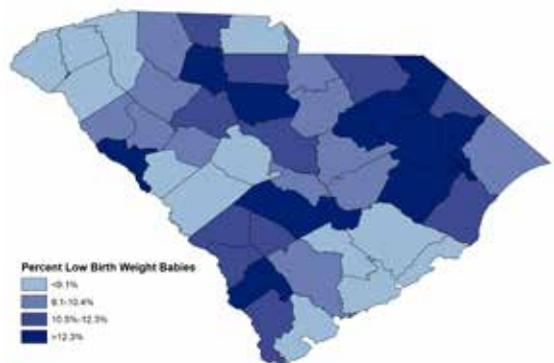 Percent Low Birth Weight Babies
<9.1%
9.1-10.4%
10.5%-12.3%
>12.3%